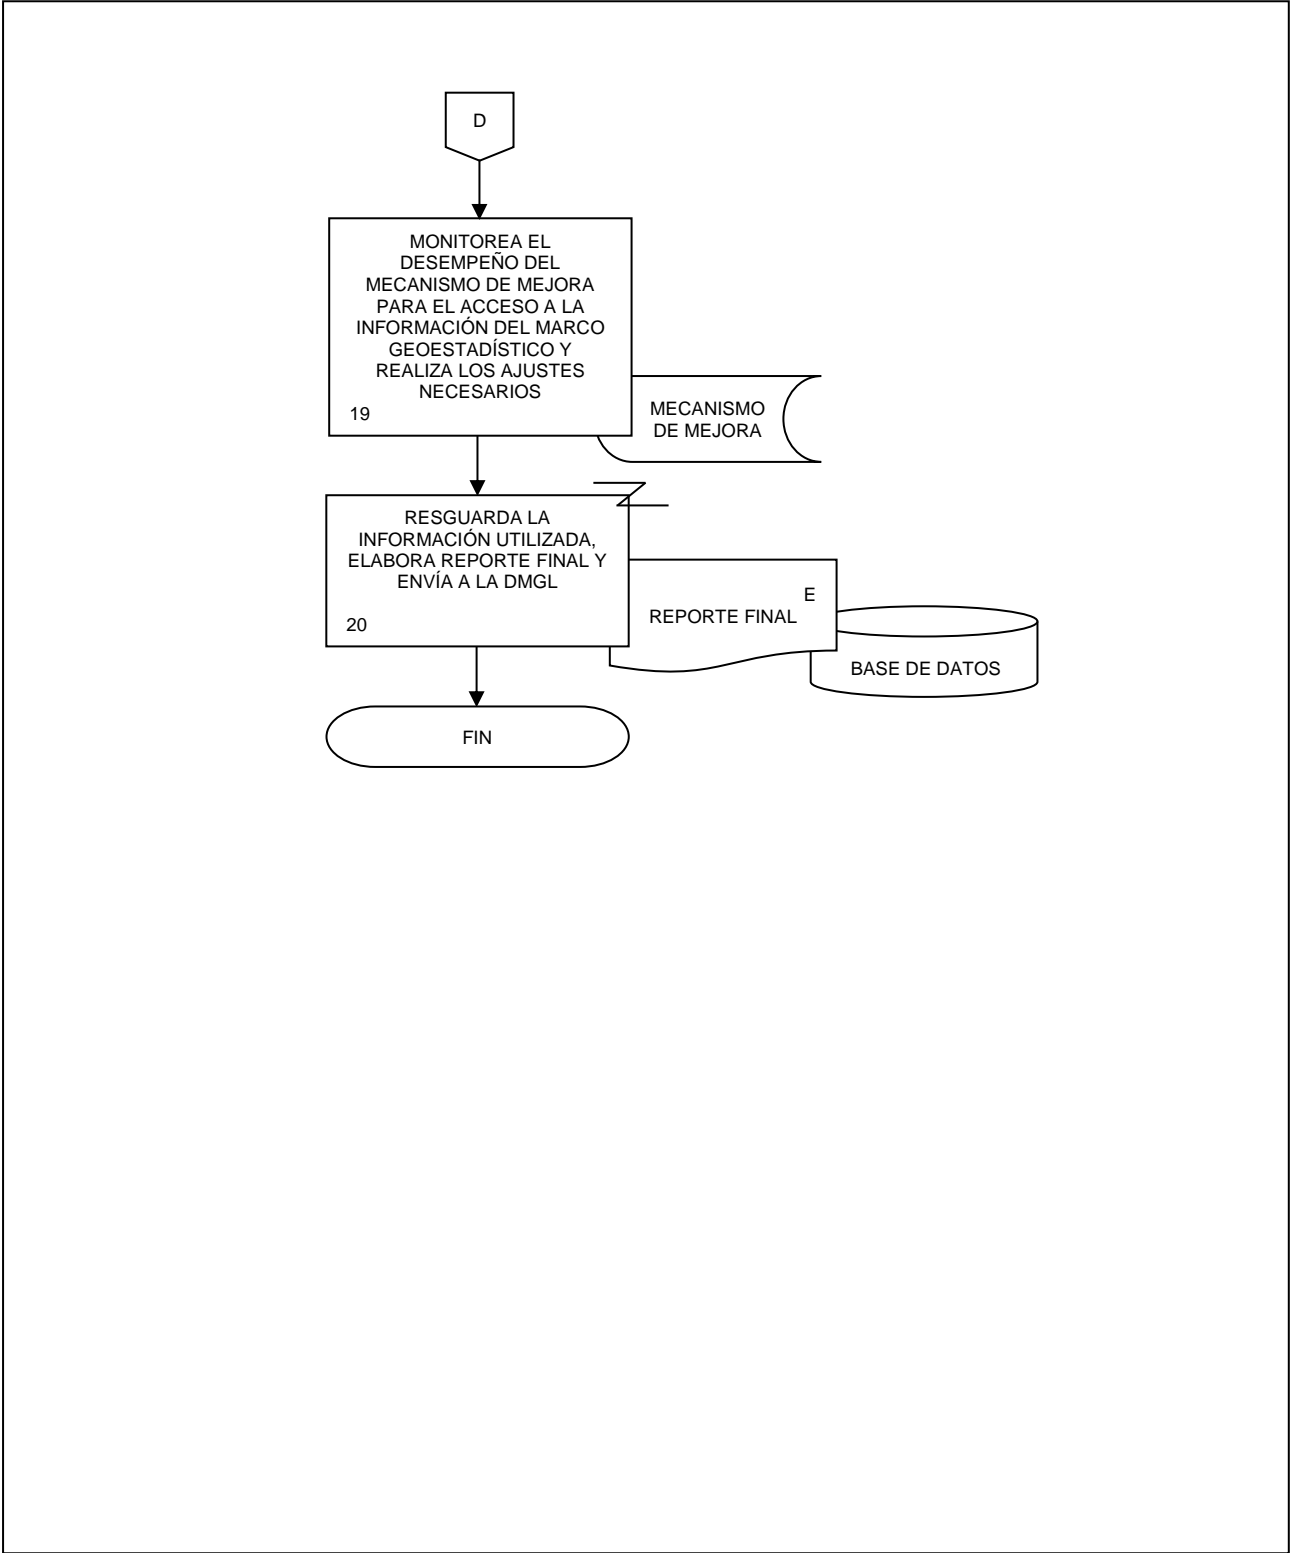 D
MONITOREA EL
DESEMPEÑO DEL
MECANISMO DE MEJORA
PARA EL ACCESO A LA
INFORMACIÓN DEL MARCO
GEOESTADÍSTICO Y
REALIZA LOS AJUSTES
NECESARIOS
19
MECANISMO
DE MEJORA
RESGUARDA LA
INFORMACIÓN UTILIZADA,
ELABORA REPORTE FINAL Y
ENVÍA A LA DMGL
20
E
REPORTE FINAL
BASE DE DATOS
FIN